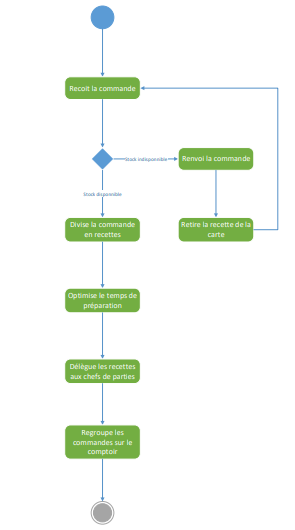 Recoit la commande
Stock indisponible
Renvoi la commande
Stock disponible
Divise la commande
en recettes
Retire la recette de la
carte
Optimise le temps de
préparation
Délègue les recettes
aux chefs de parties
Regroupe les
commandes sur le
comptoir